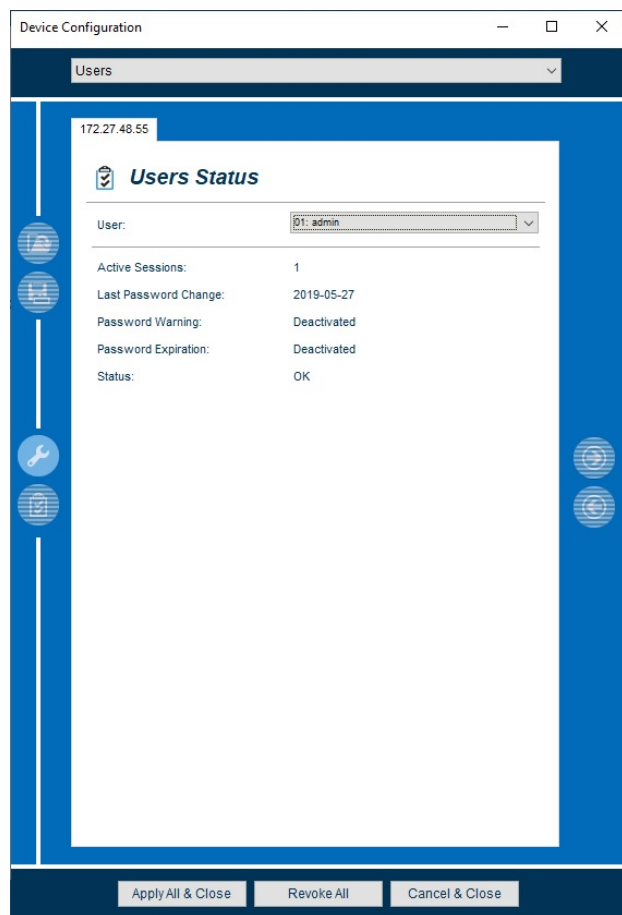 Device Configuration
Users
172.27.48.55
Users Status
User: 01: admin
Active Sessions: 1
Last Password Change: 2019-05-27
Password Warning: Deactivated
Password Expiration: Deactivated
Status: OK
Apply All & Close Revoke All Cancel & Close